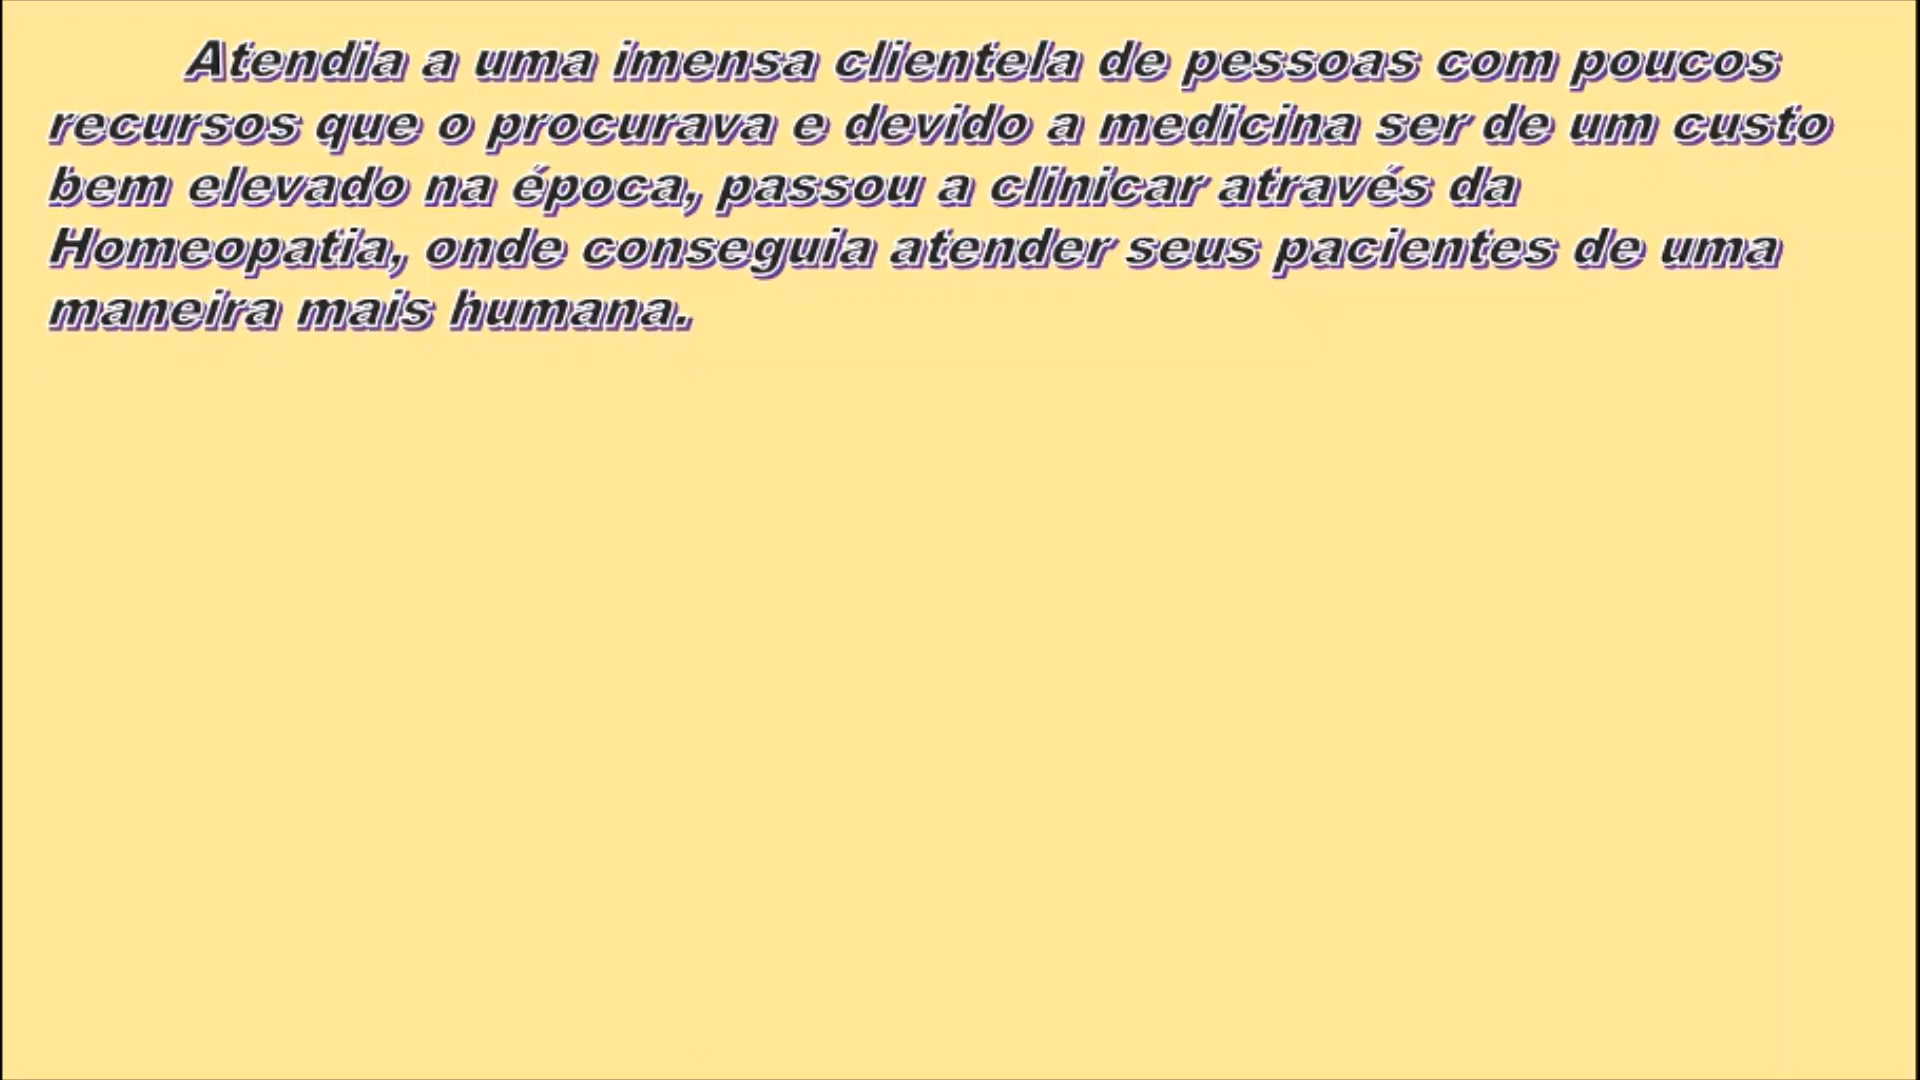 Atendia a uma imensa clientela de pessoas com poucos
recursos que o procurava e devido a medicina ser de um custo
bem elevado na época, passou a clinicar através da
Homeopatia, onde conseguia atender seus pacientes de uma
maneira mais humana.